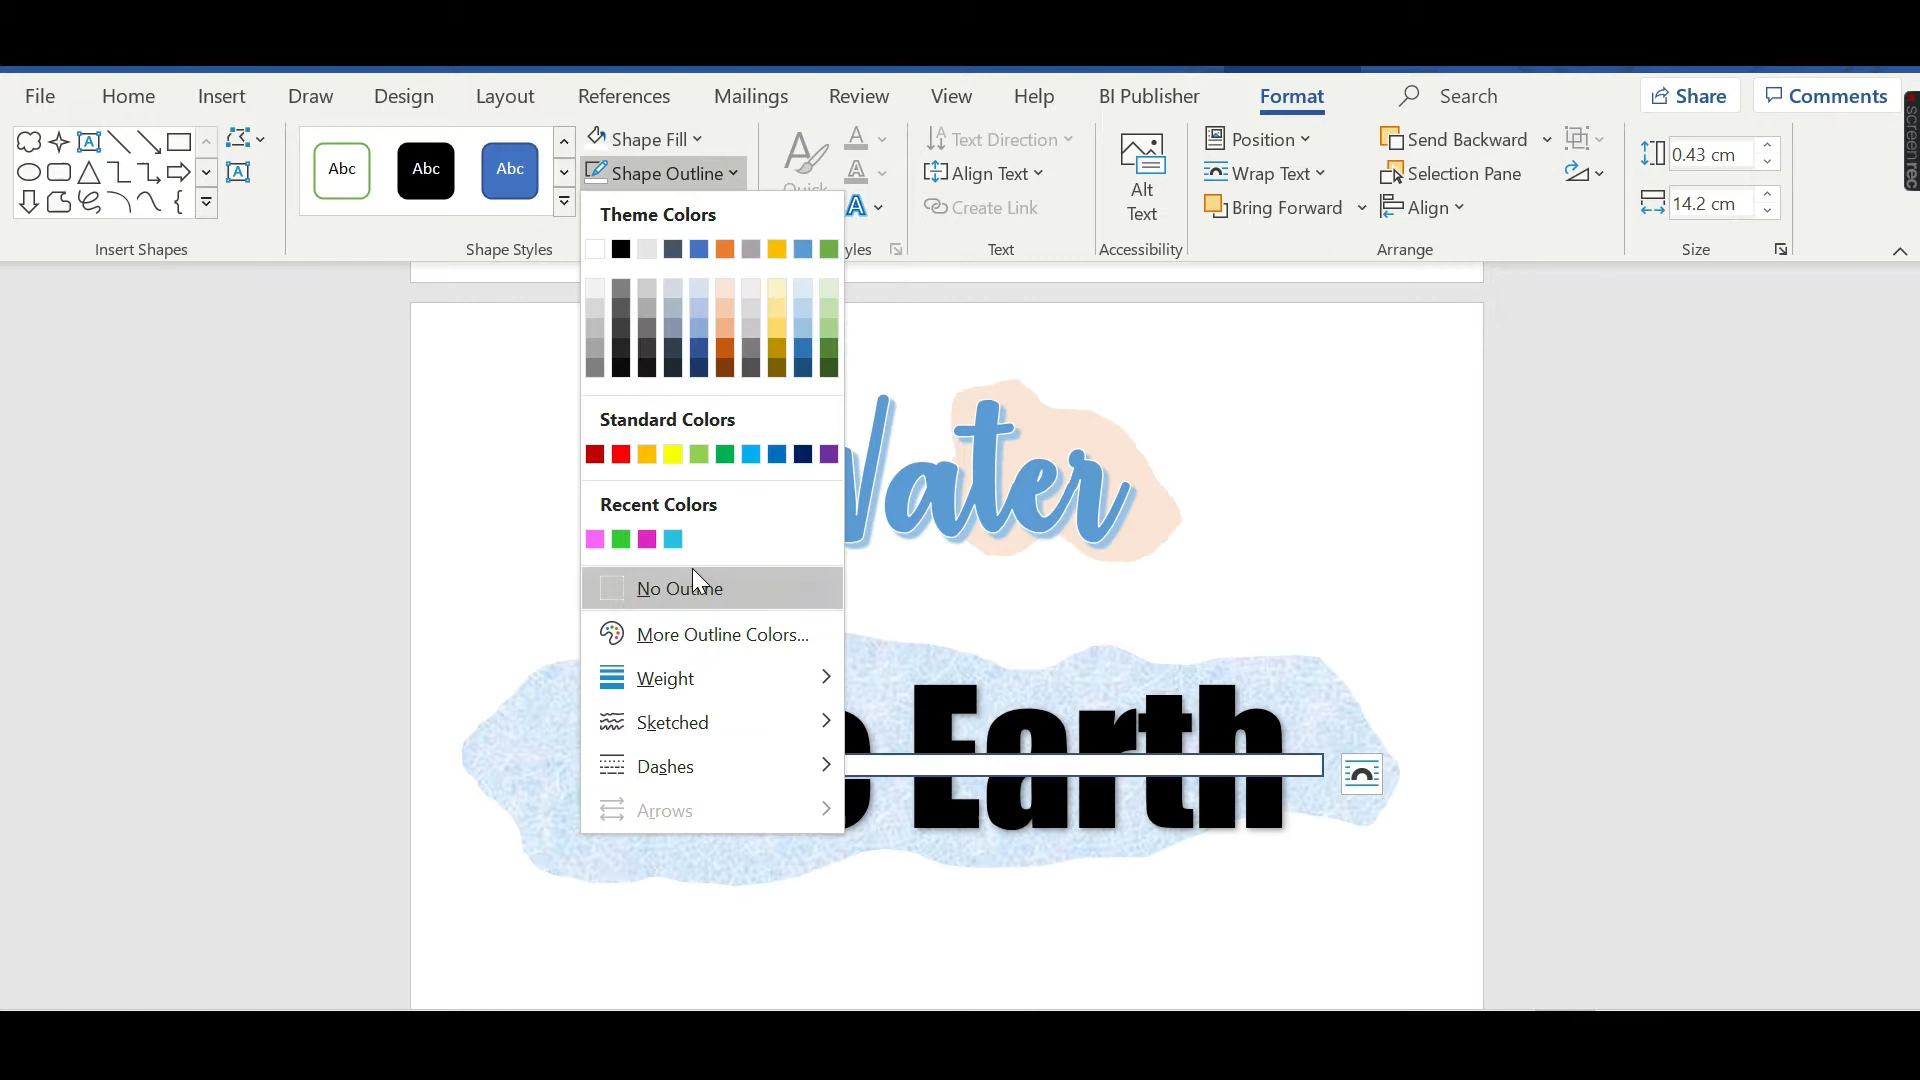 File Home Insert Draw Design Layout References Mailings Review View Help BI Publisher Format Search Share Comments
Abc Abc Abc
Shape Fill
Shape Outline
Quick
Text Direction
Align Text
Create Link
Alt
Text
Position
Wrap Text
Bring Forward
Send Backward
Selection Pane
Align
0.43 cm
14.2 cm
Insert Shapes Shape Styles yles Text Accessibility Arrange Size
screenrec
Theme Colors
Standard Colors
Recent Colors
No Outline
More Outline Colors...
Weight
Sketched
Dashes
Arrows
Water
Earth